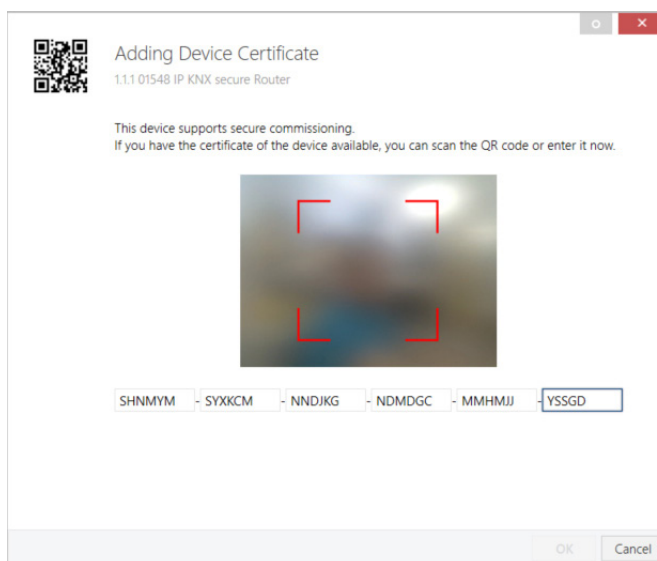 Adding Device Certificate
1.1.1 01548 IP KNX secure Router
This device supports secure commissioning.
If you have the certificate of the device available, you can scan the QR code or enter it now.
SHNMYM - SYXKCM - NNDJKG - NDMDGC - MMHMJJ - YSSGD
OK Cancel